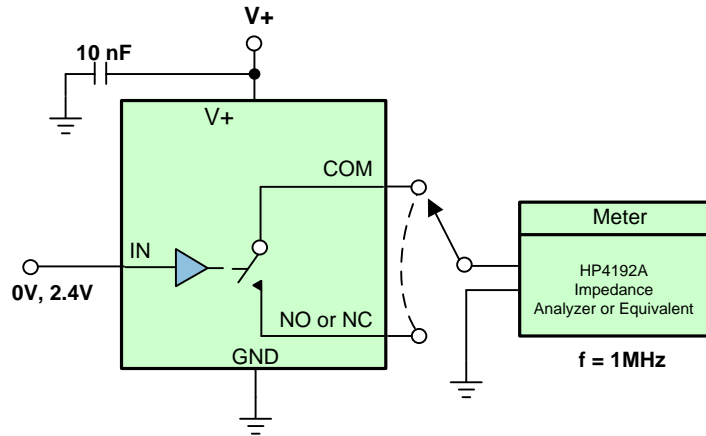 V+
10 nF
V+
COM
IN
0V, 2.4V
NO or NC
GND
Meter
HP4192A
Impedance
Analyzer or Equivalent
f = 1MHz